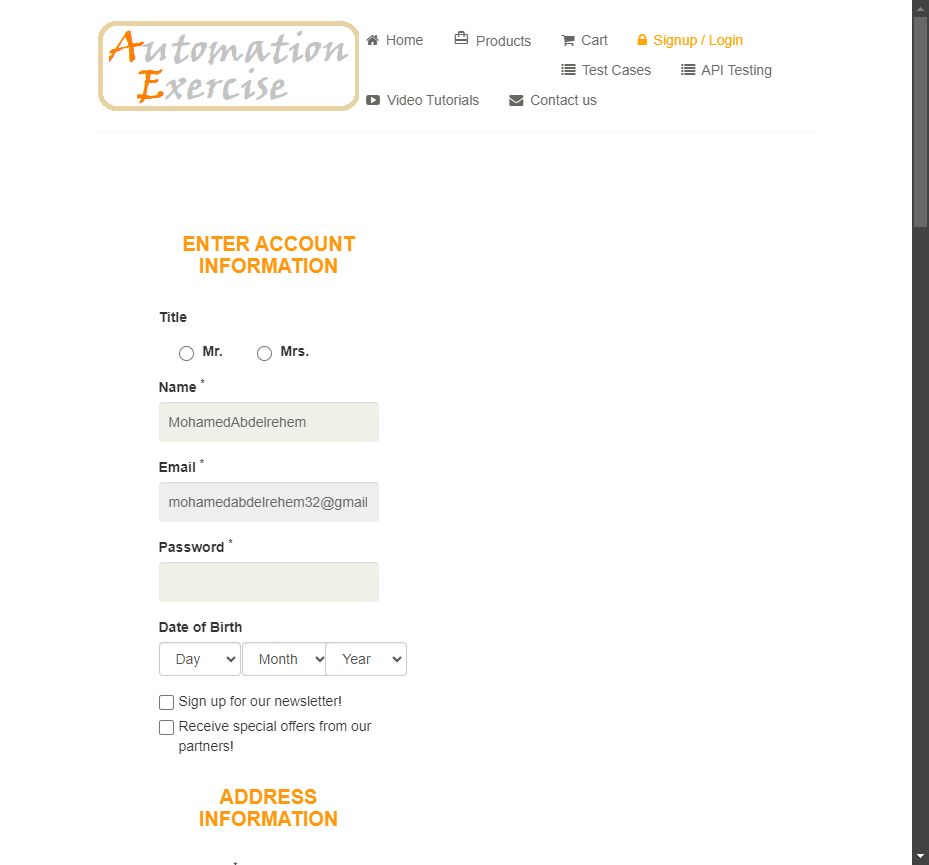 Automation
Exercise
Home
Products
Cart
Signup / Login
Test Cases
API Testing
Video Tutorials
Contact us
ENTER ACCOUNT
INFORMATION
Title
Mr.
Mrs.
Name *
MohamedAbdelrehem
Email *
mohamedabdelrehem32@gmail
Password *
Date of Birth
Day
Month
Year
Sign up for our newsletter!
Receive special offers from our
partners!
ADDRESS
INFORMATION
*